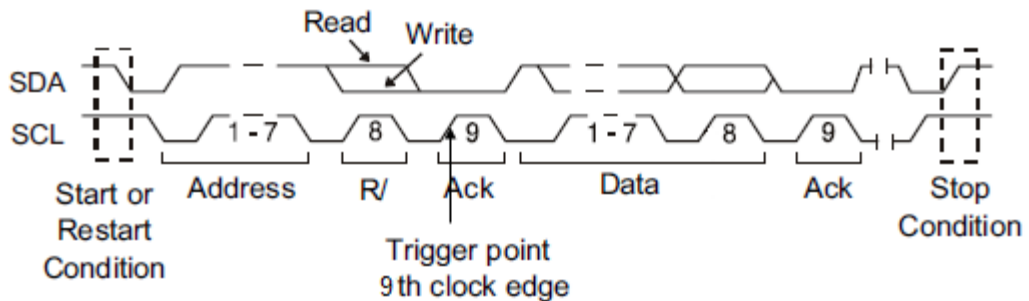 Read
Write
SDA
SCL
1 - 7
8
9
1 - 7
8
9
Address
R/
Ack
Data
Ack
Start or
Restart
Condition
Stop
Condition
Trigger point
9th clock edge